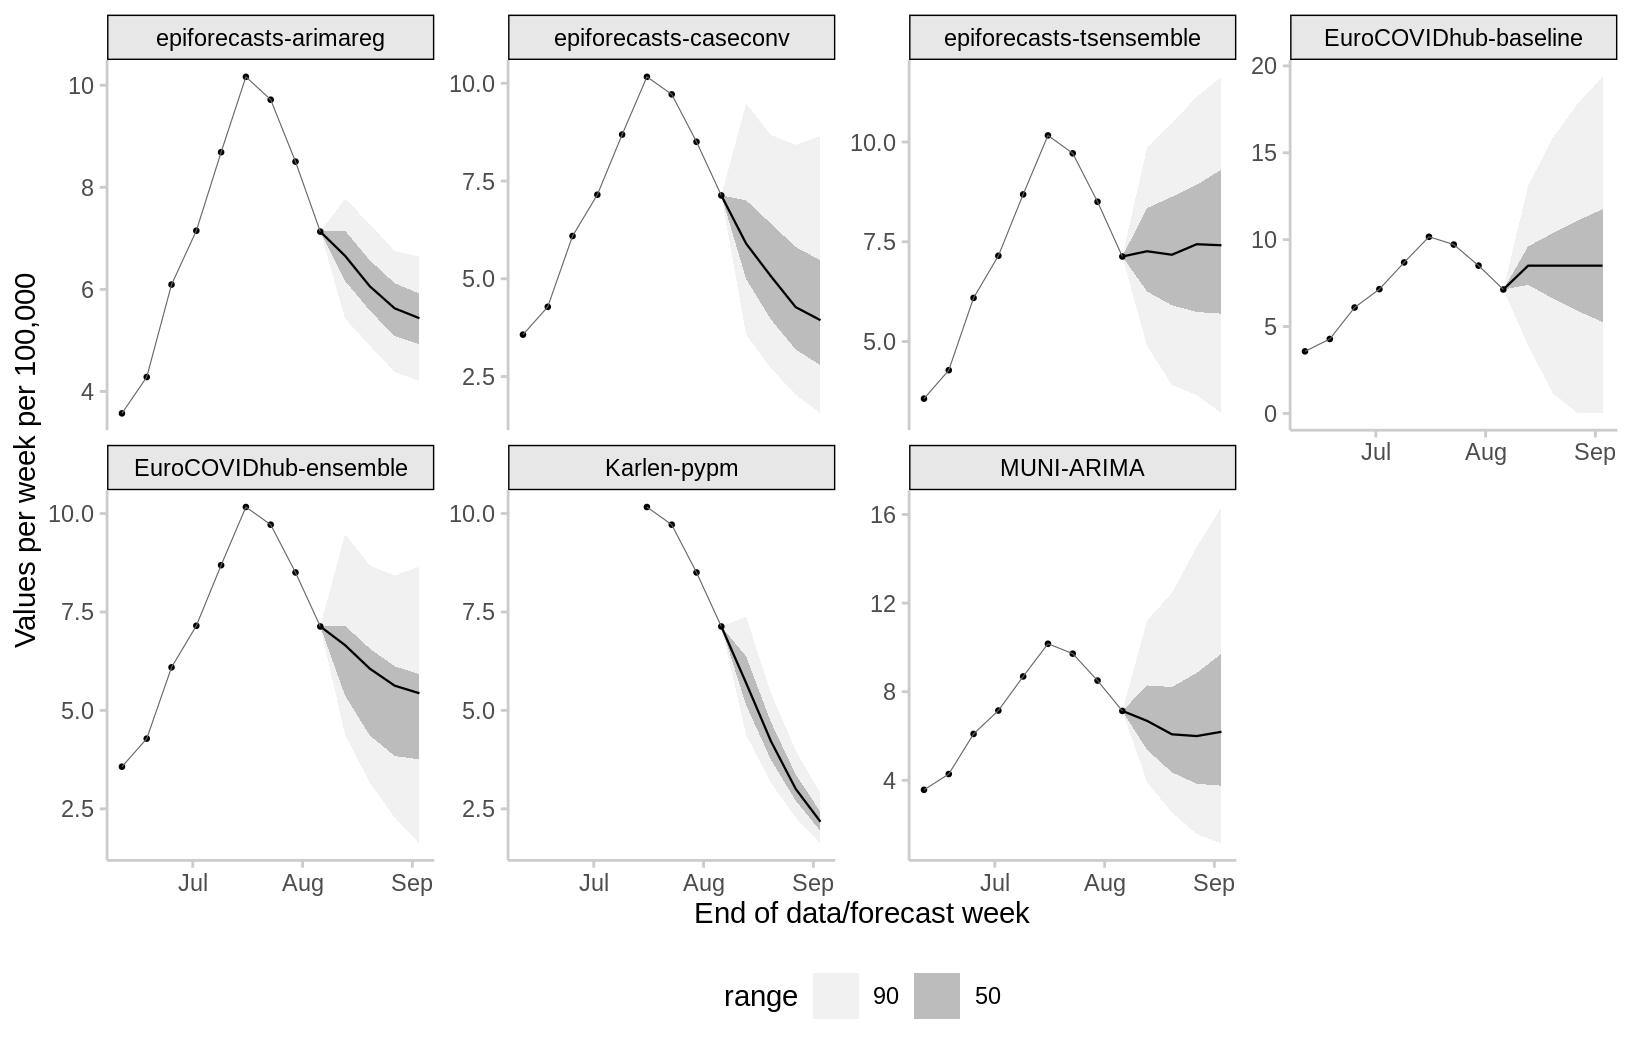 epiforecasts-arimareg
epiforecasts-caseconv
epiforecasts-tsensemble
EuroCOVIDhub-baseline
10
8
6
4
10.0
7.5
5.0
2.5
10.0
7.5
5.0
20
15
10
5
0
Jul Aug Sep
Values per week per 100,000
EuroCOVIDhub-ensemble
Karlen-pypm
MUNI-ARIMA
10.0
7.5
5.0
2.5
10.0
7.5
5.0
2.5
16
12
8
4
Jul Aug Sep
Jul Aug Sep
Jul Aug Sep
End of data/forecast week
range 90 50